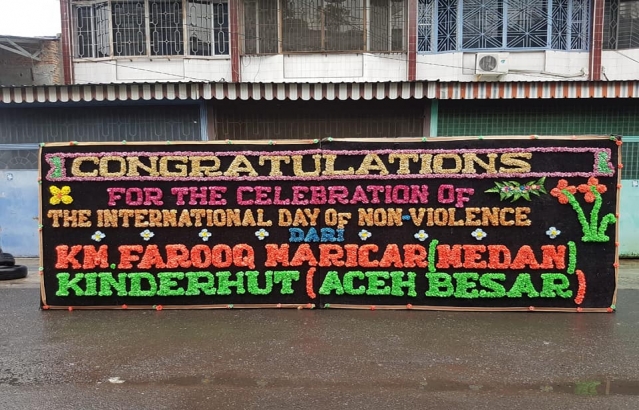 CONGRATULATIONS
FOR THE CELEBRATION OF
THE INTERNATIONAL DAY OF NON-VIOLENCE
DARI
KM.FAROOQ MARICAR(MEDAN)
KINDERHUT (ACEH BESAR)